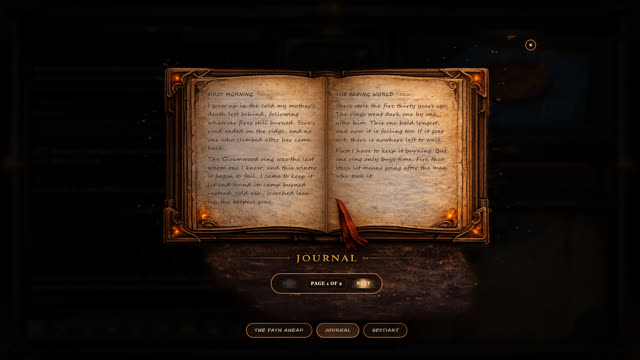 FIRST MORNING
I grew up in the cold my mother's
death left behind, following
whatever fires still burned. Sera's
road ended on the ridge, and no
one who climbed after her came
back.
The Gloamwood ring was the last
warm one I knew, and this winter
it began to fail. I came to keep it
lit and found its camp burned
instead, cold ash, scorched lean-
tos, the keepers gone.
THE FADING WORLD
stole the fire thirty years ago.
The rings went dark one by one
after him. This one held longest,
and now it is failing too. If it goes
out, there is nowhere left to walk.
First I have to keep it burning. But
one ring only buys time. Fire that
stays lit means going after the man
who took it.
JOURNAL
PAGE 1 OF 2
NEXT
THE PATH AHEAD
JOURNAL
BESTIARY